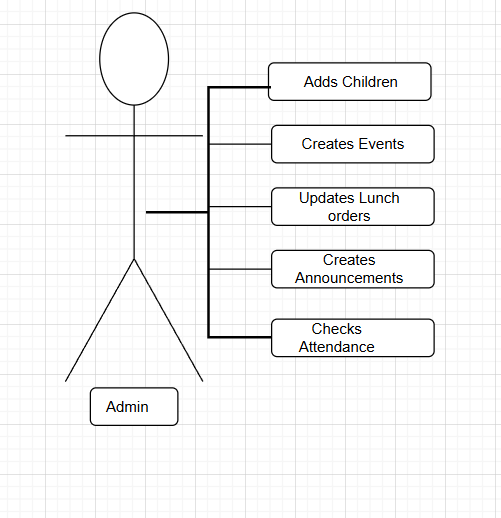 Adds Children
Creates Events
Updates Lunch
orders
Creates
Announcements
Checks
Attendance
Admin